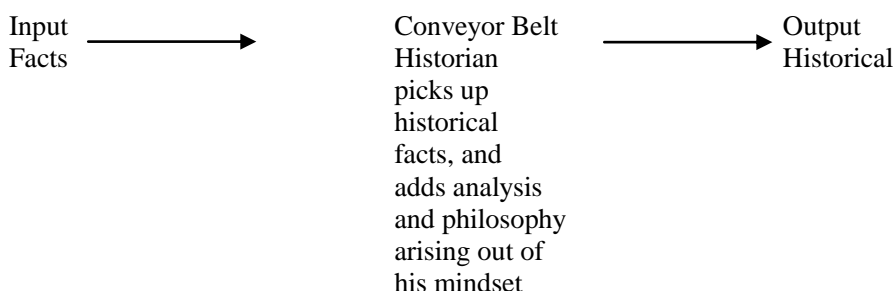 Input
Facts
Conveyor Belt
Historian
picks up
historical
facts, and
adds analysis
and philosophy
arising out of
his mindset
Output
Historical